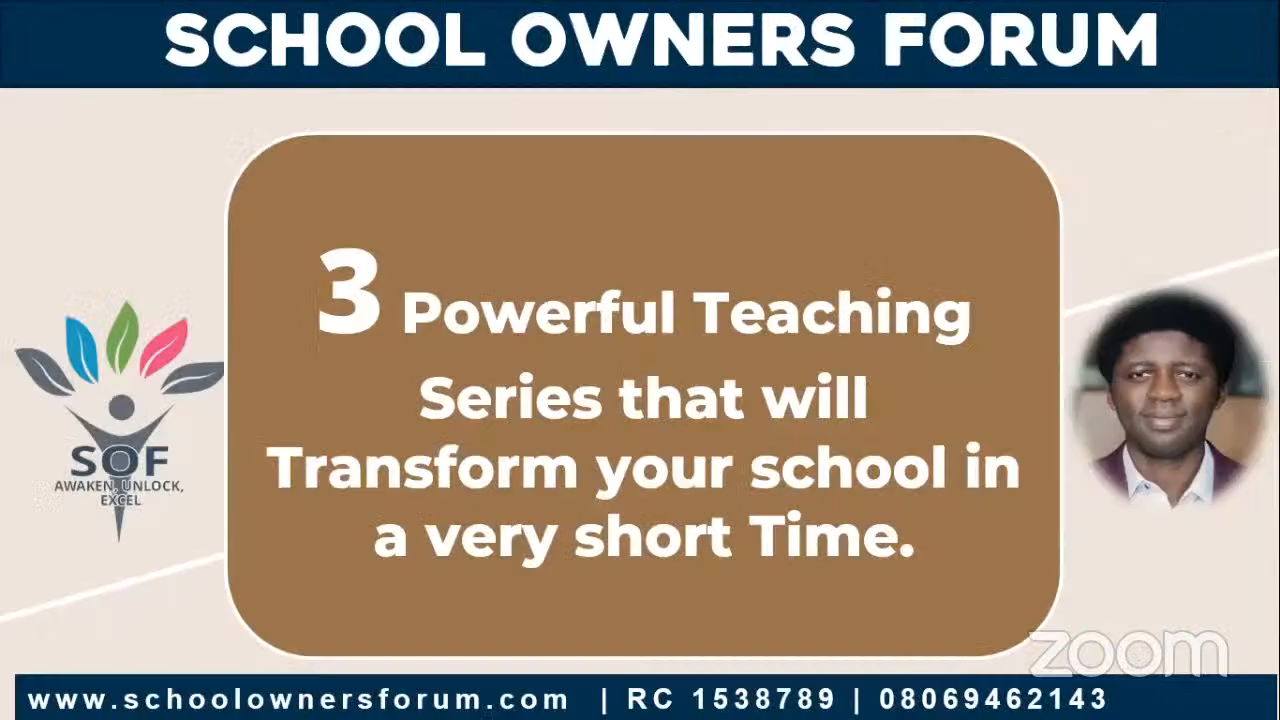 SCHOOL OWNERS FORUM
3 Powerful Teaching
Series that will
Transform your school in
a very short Time.
SOF
AWAKEN, UNLOCK,
EXCEL
zoom
www.schoolownersforum.com | RC 1538789 | 08069462143